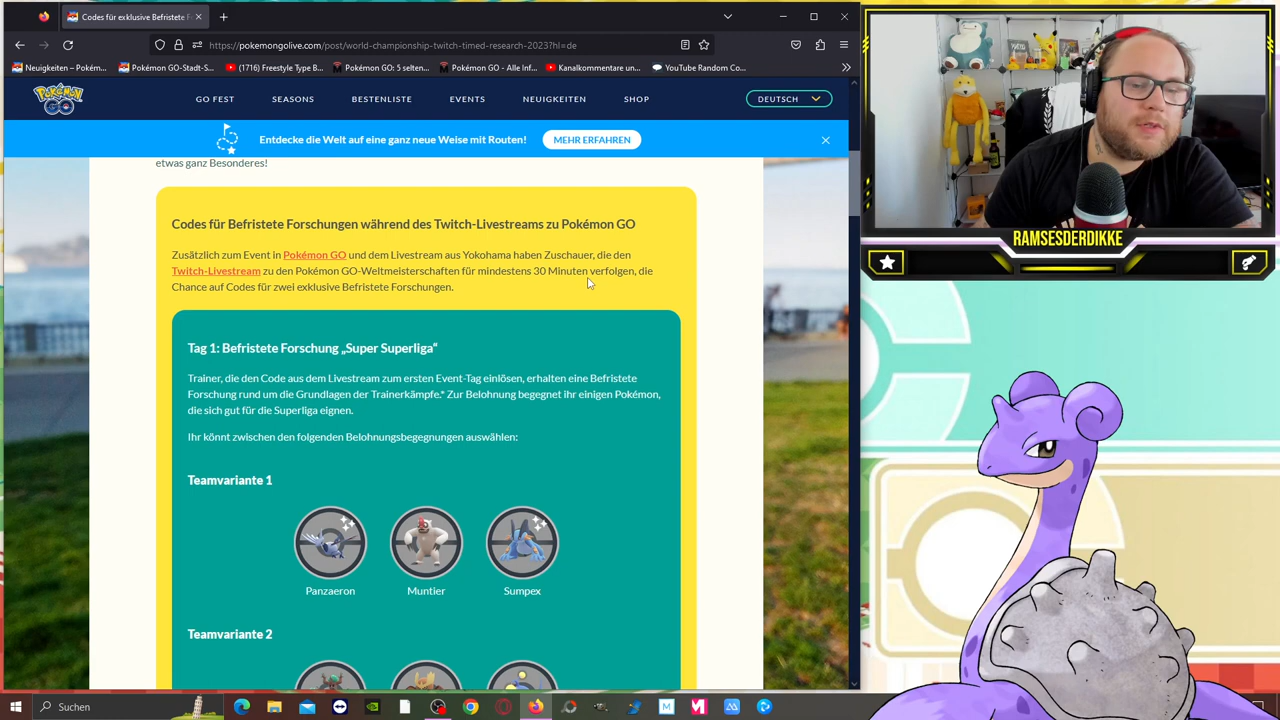 Codes für exklusive Befristete F
https://pokemongolive.com/post/world-championship-twitch-timed-research-2023?hl=de
Neuigkeiten – Pokém...
Pokémon GO-Stadt-S...
(1716) Freestyle Type B...
Pokémon GO: 5 selten...
Pokémon GO - Alle Inf...
Kanalkommentare un...
YouTube Random Co...
Pokémon GO
GO FEST
SEASONS
BESTENLISTE
EVENTS
NEUIGKEITEN
SHOP
DEUTSCH
Entdecke die Welt auf eine ganz neue Weise mit Routen!
MEHR ERFAHREN
etwas ganz Besonderes!
Codes für Befristete Forschungen während des Twitch-Livestreams zu Pokémon GO
Zusätzlich zum Event in Pokémon GO und dem Livestream aus Yokohama haben Zuschauer, die den
Twitch-Livestream zu den Pokémon GO-Weltmeisterschaften für mindestens 30 Minuten verfolgen, die
Chance auf Codes für zwei exklusive Befristete Forschungen.
Tag 1: Befristete Forschung „Super Superliga“
Trainer, die den Code aus dem Livestream zum ersten Event-Tag einlösen, erhalten eine Befristete
Forschung rund um die Grundlagen der Trainerkämpfe.* Zur Belohnung begegnet ihr einigen Pokémon,
die sich gut für die Superliga eignen.
Ihr könnt zwischen den folgenden Belohnungsbegegnungen auswählen:
Teamvariante 1
Panzaeron
Muntier
Sumpex
Teamvariante 2
Suchen
RAMSESDERDIKKE